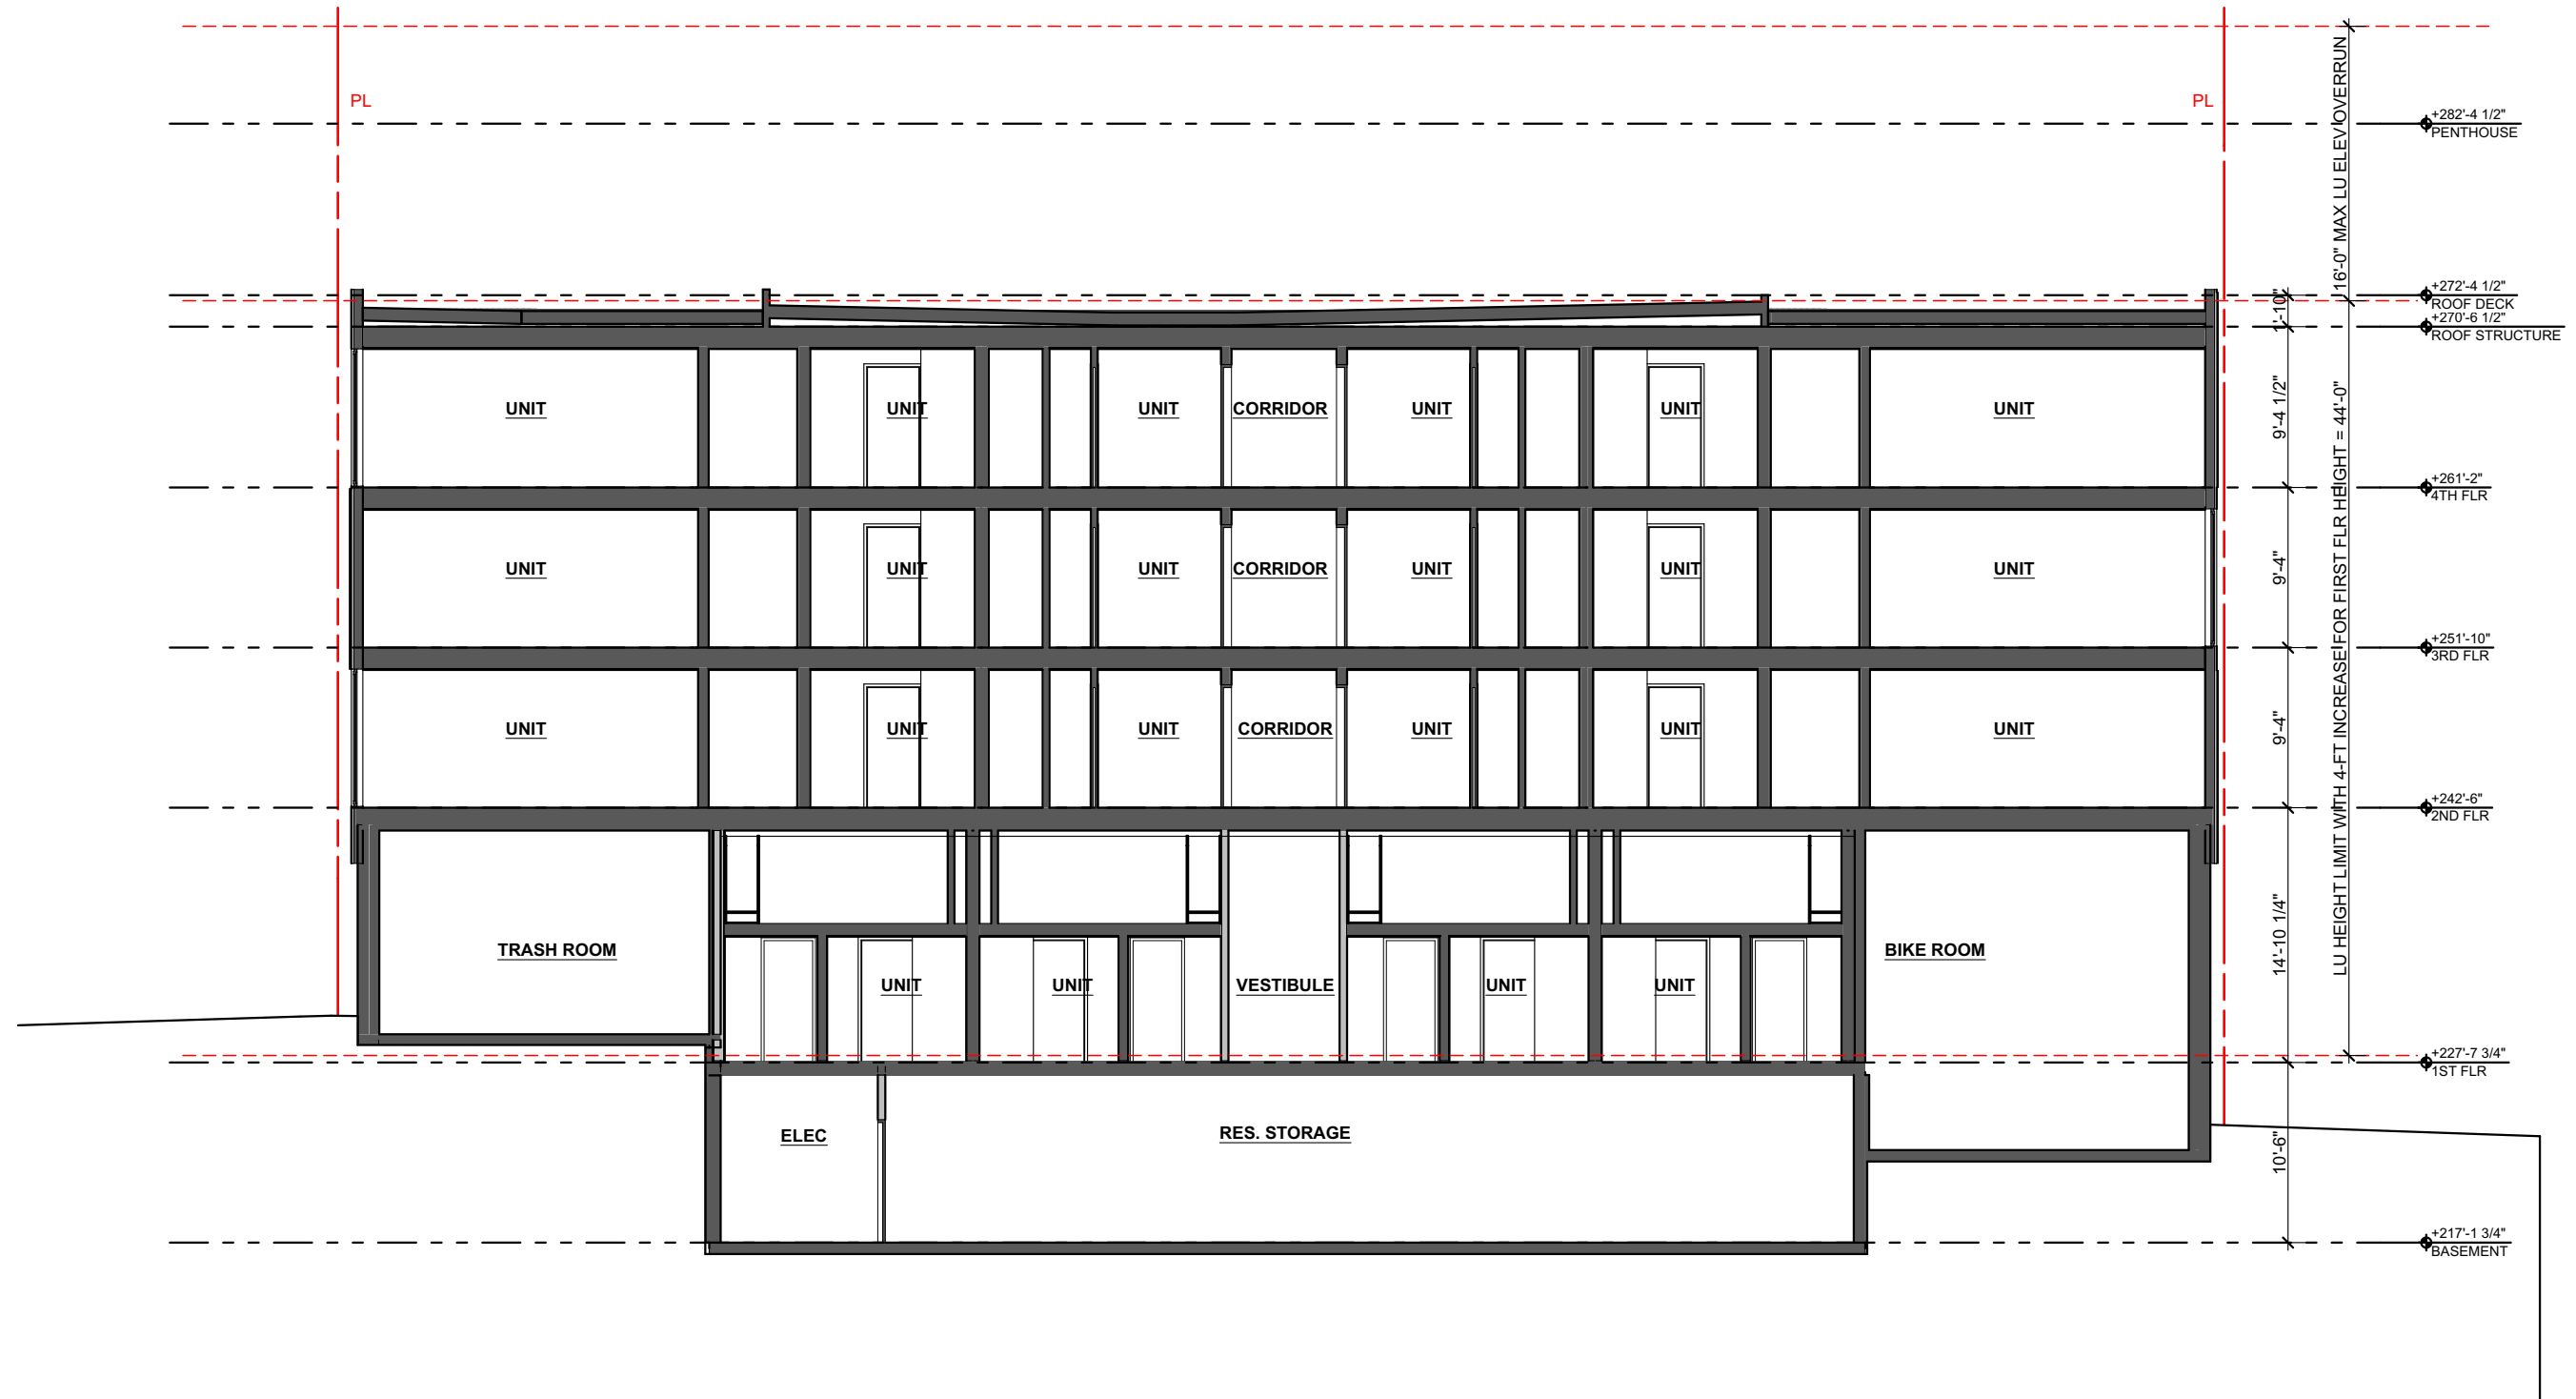 PL
PL
16'-0" MAX LU ELEV OVERRUN
+282'-4 1/2"
PENTHOUSE
+272'-4 1/2"
ROOF DECK
1'-10"
+270'-6 1/2"
ROOF STRUCTURE
UNIT UNIT UNIT CORRIDOR UNIT UNIT UNIT
9'-4 1/2"
LU HEIGHT LIMIT WITH 4-FT INCREASE FOR FIRST FLR HEIGHT = 44'-0"
+261'-2"
4TH FLR
UNIT UNIT UNIT CORRIDOR UNIT UNIT UNIT
9'-4"
+251'-10"
3RD FLR
UNIT UNIT UNIT CORRIDOR UNIT UNIT UNIT
9'-4"
+242'-6"
2ND FLR
TRASH ROOM
BIKE ROOM
14'-10 1/4"
UNIT UNIT VESTIBULE UNIT UNIT
+227'-7 3/4"
1ST FLR
ELEC
RES. STORAGE
10'-6"
+217'-1 3/4"
BASEMENT